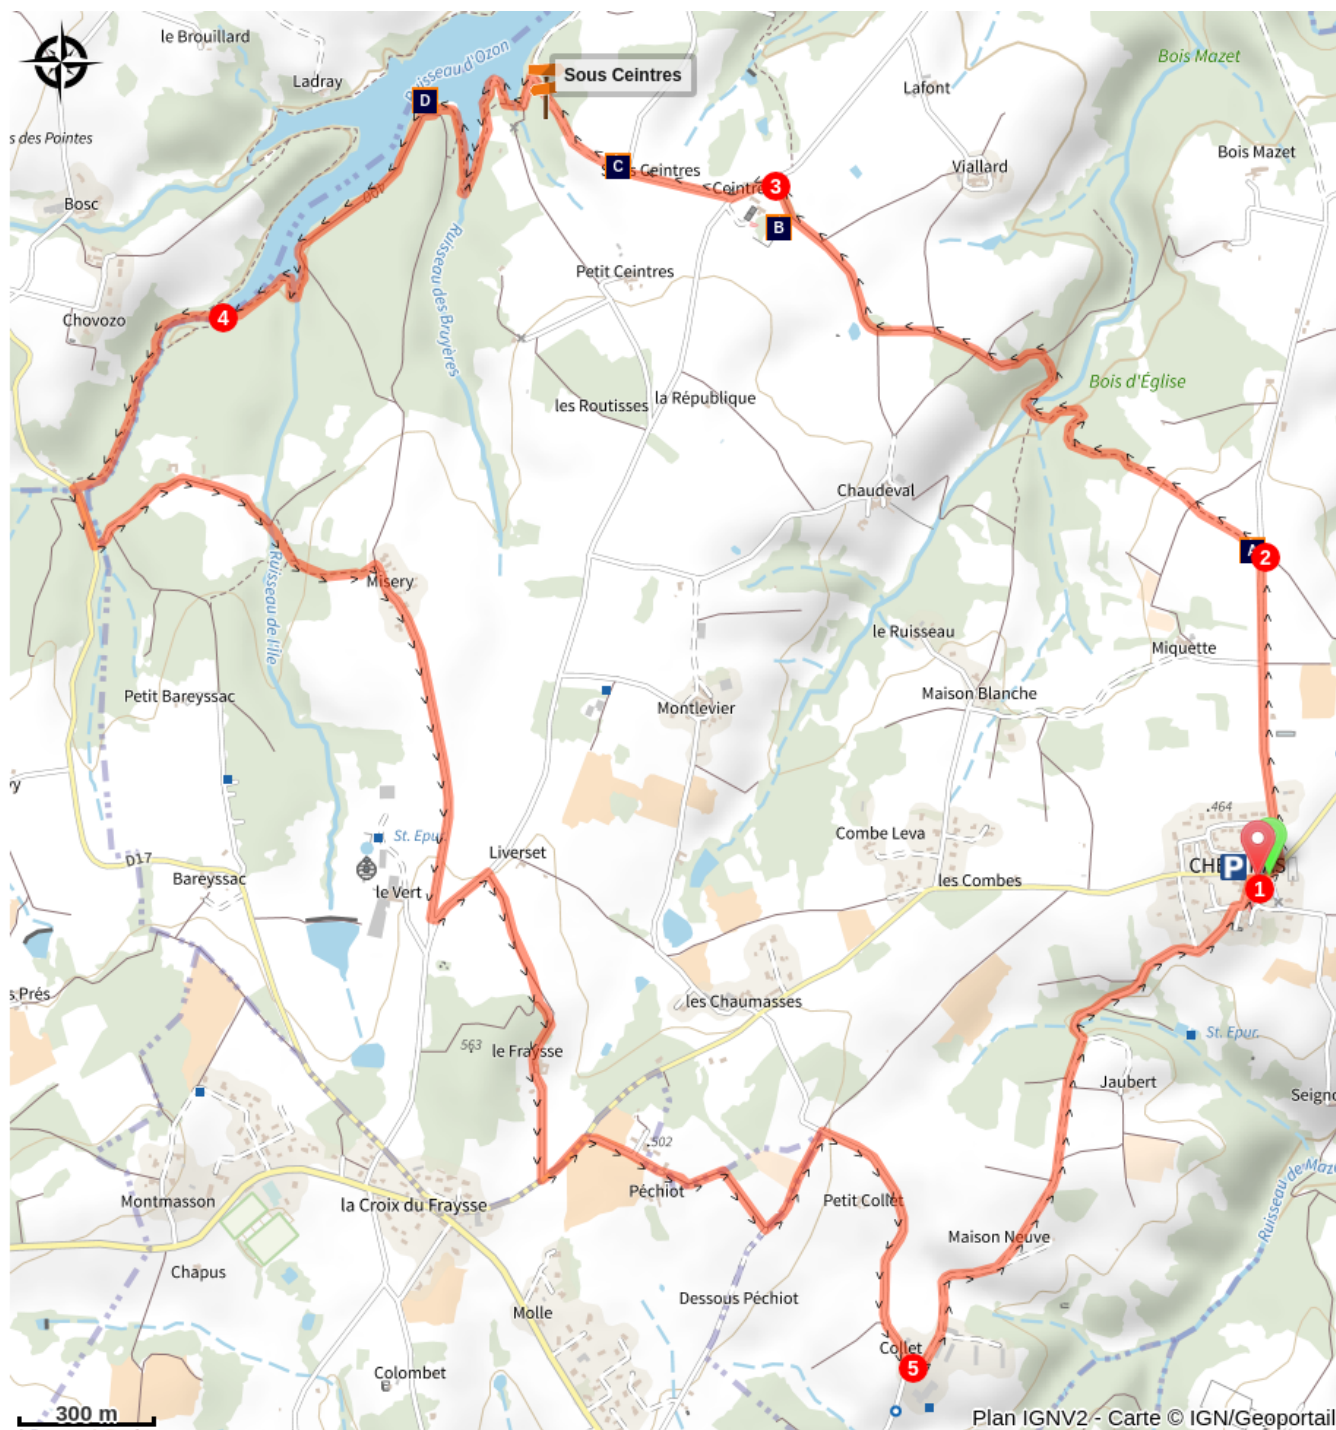 le Brouillard
Ladray
Ruisseau d'Ozon
Sous Ceintres
Bois Mazet
Lafont
D
s des Pointes
Bois Mazet
Viallard
C
Ceintres
3
Bosc
B
Ruisseau des Bruyères
Petit Ceintres
4
Chovozo
Bois d'Église
les Routisses
la République
Chaudeval
2
Misery
Ruisseau de l'Île
le Ruisseau
Miquette
Petit Bareyssac
Maison Blanche
Montlevier
464
St. Epur.
Combe Leva
Liverset
D17
P
Bareyssac
le Vert
les Combes
1
s Prés
les Chaumasses
563
le Fraysse
St. Epur.
Jaubert
502
Montmasson
la Croix du Fraysse
Péchiot
Petit Collet
Ruisseau de Maz
Maison Neuve
Chapus
Molle
Dessous Péchiot
Collet
5
Colombet
300 m
Plan IGNV2 - Carte © IGN/Geoportail